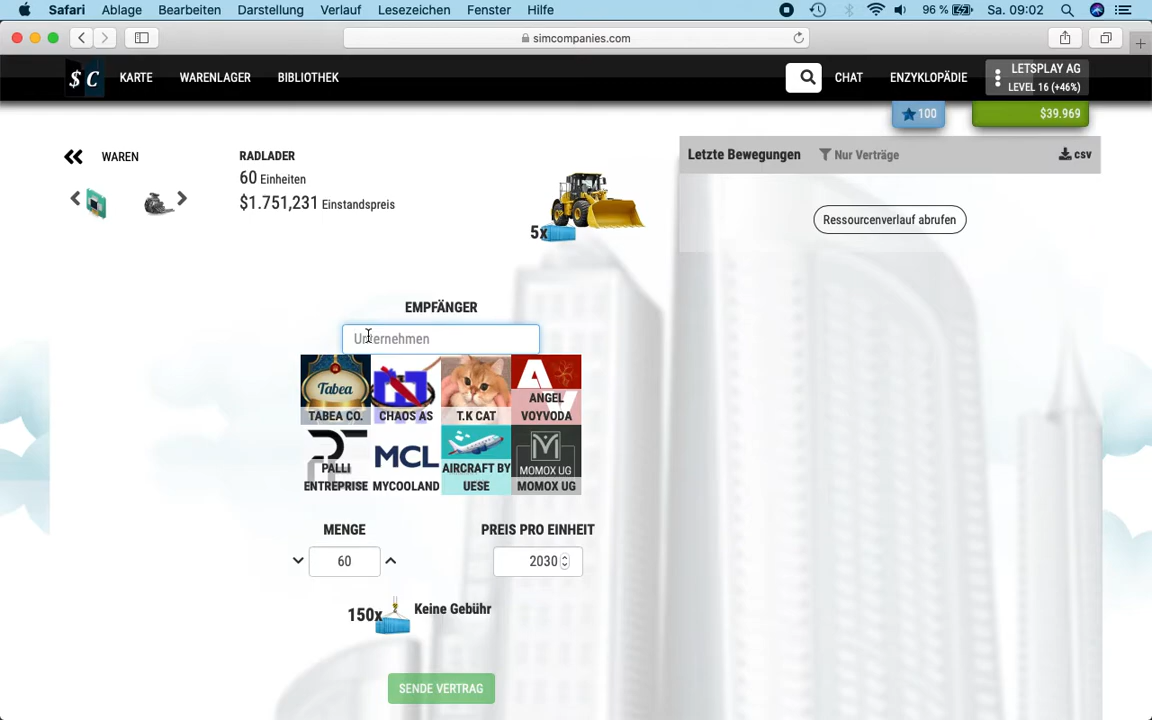 Safari Ablage Bearbeiten Darstellung Verlauf Lesezeichen Fenster Hilfe 96 % Sa. 09:02
simcompanies.com
$ C KARTE WARENLAGER BIBLIOTHEK CHAT ENZYKLOPÄDIE LETSPLAY AG
LEVEL 16 (+46%)
100 $39.969
WAREN
RADLADER
60 Einheiten
$1.751,231 Einstandspreis
5x
Letzte Bewegungen Nur Verträge csv
Ressourcenverlauf abrufen
EMPFÄNGER
Unternehmen
Tabea
TABEA CO. CHAOS AS T.K CAT ANGEL VOYVODA
MCL MOMOX UG
PALLI ENTREPRISE MYCOOLAND AIRCRAFT BY UESE MOMOX UG
MENGE PREIS PRO EINHEIT
60 2030
150x Keine Gebühr
SENDE VERTRAG